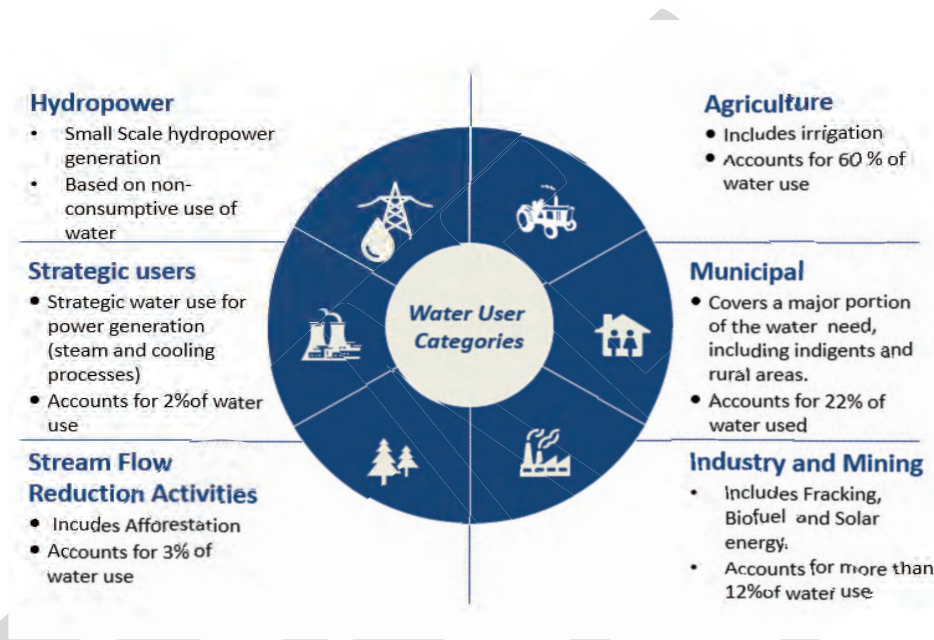 Hydropower
• Small Scale hydropower
generation
• Based on non-
consumptive use of
water
Strategic users
• Strategic water use for
power generation
(steam and cooling
processes)
• Accounts for 2%of water
use
Stream Flow
Reduction Activities
• Incudes Afforestation
• Accounts for 3% of
water use
Water User
Categories
Agriculture
• Includes irrigation
• Accounts for 60 % of
water use
Municipal
• Covers a major portion
of the water need,
including indigents and
rural areas.
• Accounts for 22% of
water used
Industry and Mining
• Includes Fracking,
Biofuel and Solar
energy.
• Accounts for more than
12%of water use